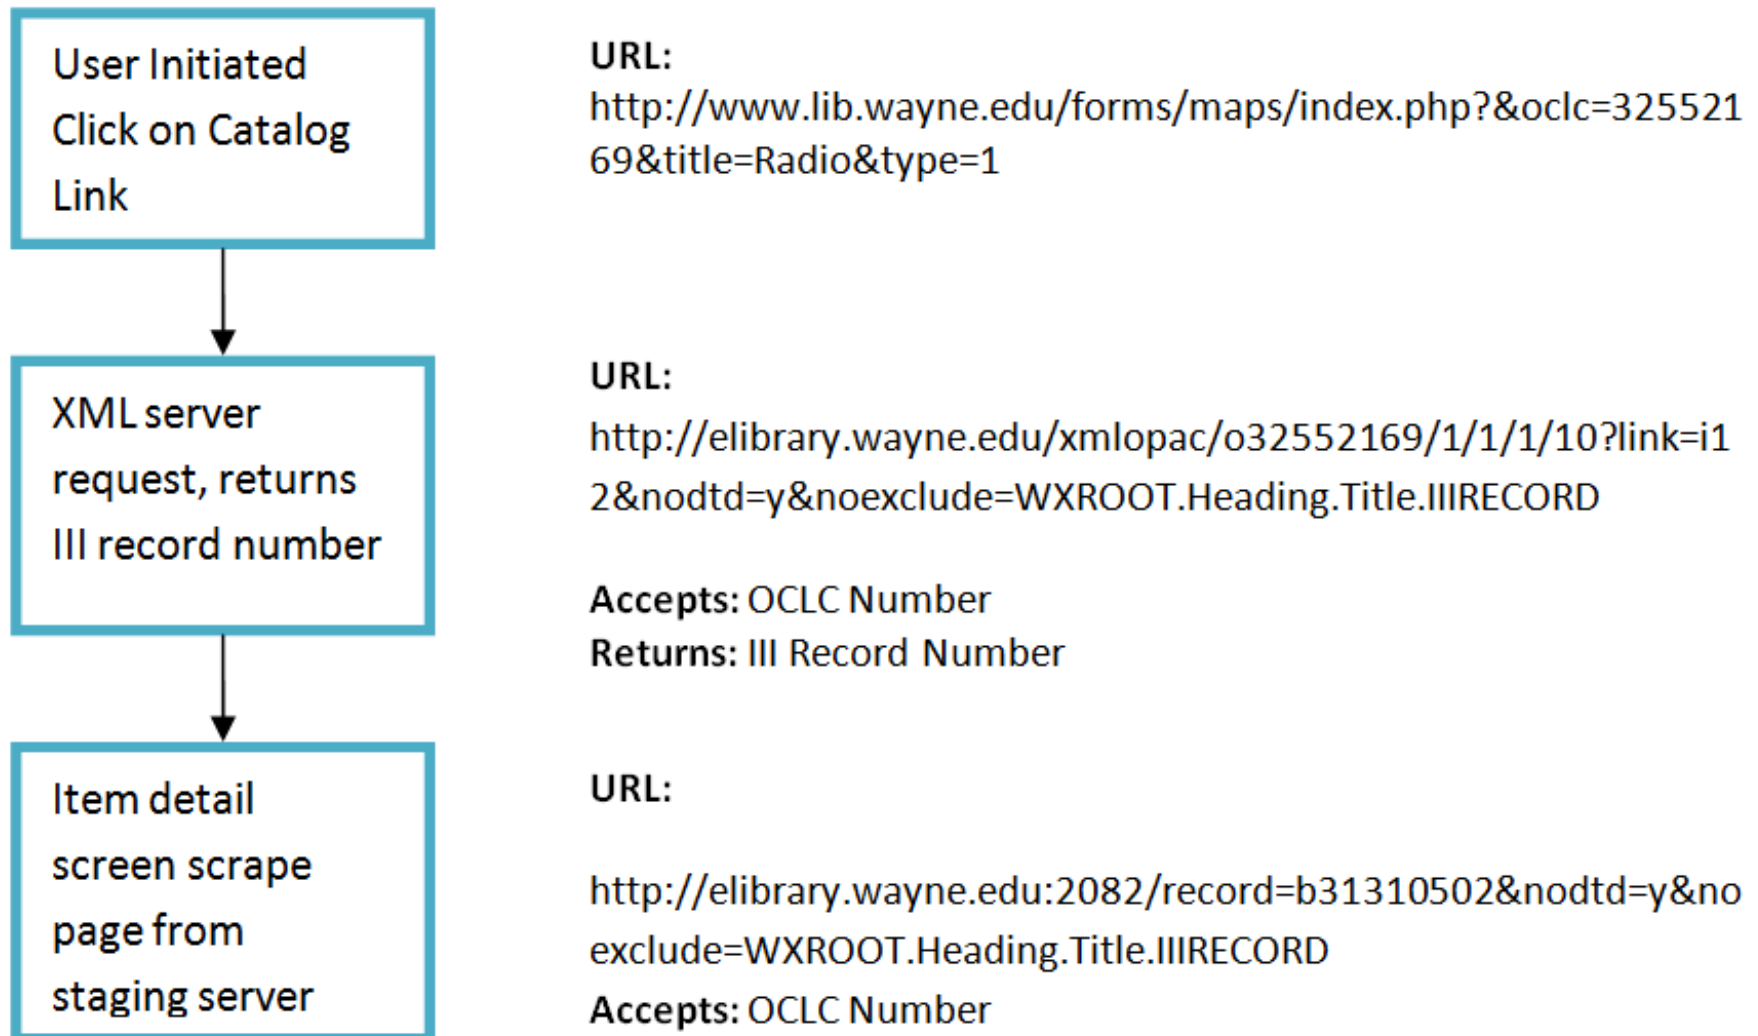 User Initiated
Click on Catalog
Link
URL:
http://www.lib.wayne.edu/forms/maps/index.php?&oclc=325521
69&title=Radio&type=1
XML server
request, returns
III record number
URL:
http://elibrary.wayne.edu/xmlopac/o32552169/1/1/1/10?link=i1
2&nodtd=y&noexclude=WXROOT.Heading.Title.IIIRECORD
Accepts: OCLC Number
Returns: III Record Number
Item detail
screen scrape
page from
staging server
URL:
http://elibrary.wayne.edu:2082/record=b31310502&nodtd=y&no
exclude=WXROOT.Heading.Title.IIIRECORD
Accepts: OCLC Number